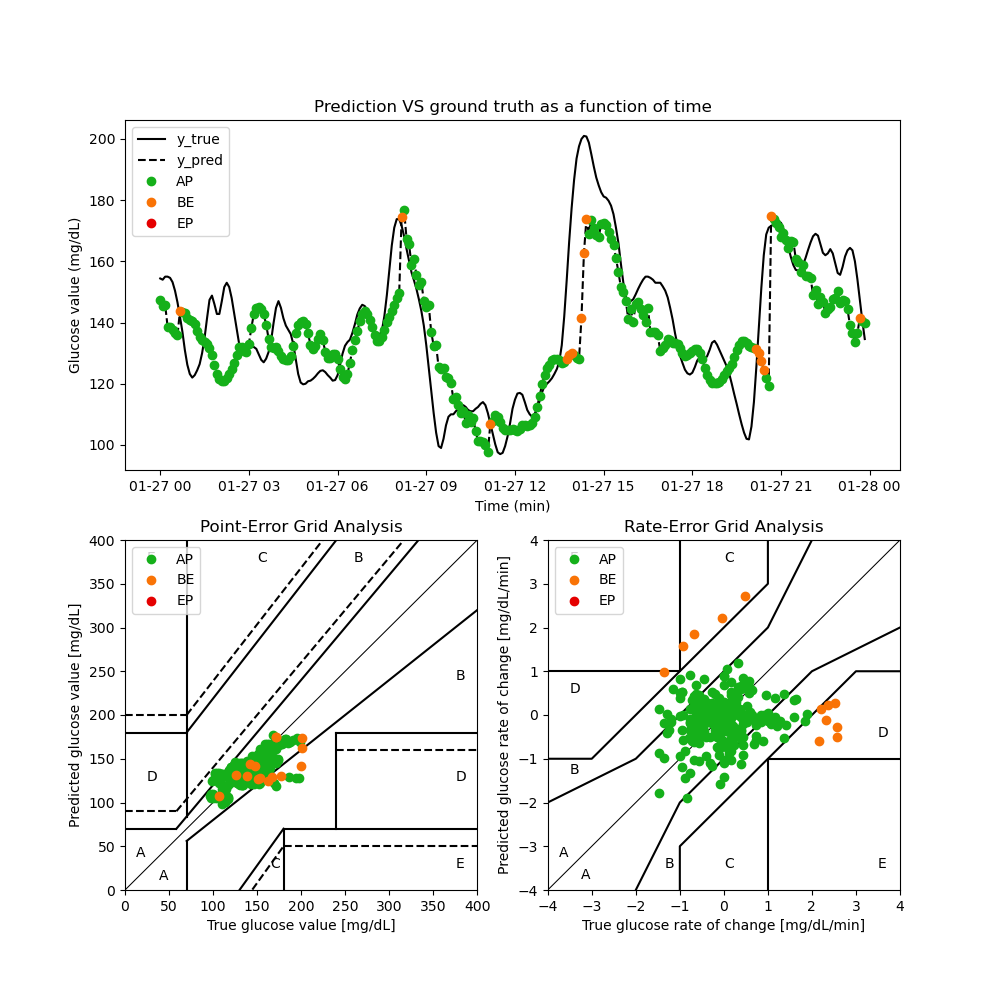 Prediction VS ground truth as a function of time
Glucose value (mg/dL)
200
180
160
140
120
100
y_true
y_pred
AP
BE
EP
01-27 00 01-27 03 01-27 06 01-27 09 01-27 12 01-27 15 01-27 18 01-27 21 01-28 00
Time (min)
Point-Error Grid Analysis
Predicted glucose value [mg/dL]
400
350
300
250
200
150
100
50
0
AP
BE
EP
C B
B
D D
A
A
C E
0 50 100 150 200 250 300 350 400
True glucose value [mg/dL]
Rate-Error Grid Analysis
Predicted glucose rate of change [mg/dL/min]
4
3
2
1
0
−1
−2
−3
−4
AP
BE
EP
C
D
D
B
A
A
B C E
−4 −3 −2 −1 0 1 2 3 4
True glucose rate of change [mg/dL/min]